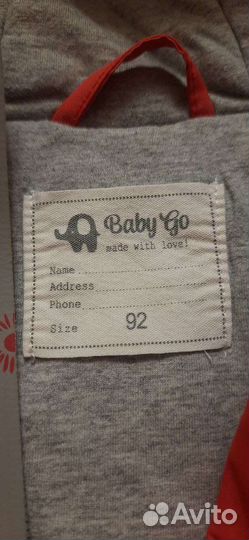 Baby Go
made with love!
Name
Address
Phone
Size 92
Avito